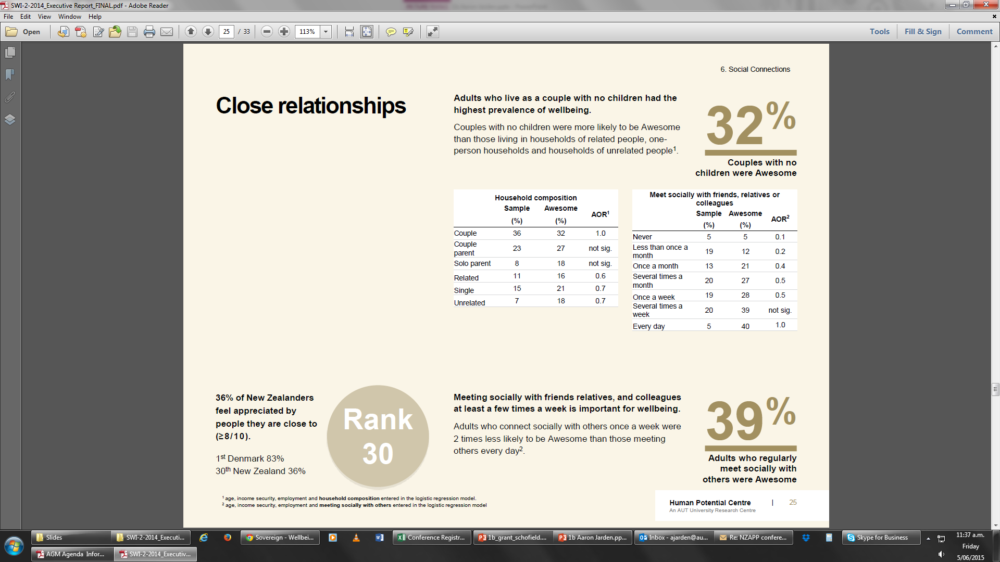 SWI-2-2014_Executive Report_FINAL.pdf - Adobe Reader
File Edit View Window Help
Open 25 / 33 113% Tools Fill & Sign Comment
6. Social Connections
Close relationships
Adults who live as a couple with no children had the
highest prevalence of wellbeing.
Couples with no children were more likely to be Awesome
than those living in households of related people, one-
person households and households of unrelated people¹.
32%
Couples with no
children were Awesome
Household composition
Sample Awesome AOR¹
(%) (%)
Couple 36 32 1.0
Couple
parent 23 27 not sig.
Solo parent 8 18 not sig.
Related 11 16 0.6
Single 15 21 0.7
Unrelated 7 18 0.7
Meet socially with friends, relatives or
colleagues
Sample Awesome AOR²
(%) (%)
Never 5 5 0.1
Less than once a
month 19 12 0.2
Once a month 13 21 0.4
Several times a
month 20 27 0.5
Once a week 19 28 0.5
Several times a
week 20 39 not sig.
Every day 5 40 1.0
36% of New Zealanders
feel appreciated by
people they are close to
(≥8/10).
1st Denmark 83%
30th New Zealand 36%
Rank
30
Meeting socially with friends relatives, and colleagues
at least a few times a week is important for wellbeing.
Adults who connect socially with others once a week were
2 times less likely to be Awesome than those meeting
others every day².
39%
Adults who regularly
meet socially with
others were Awesome
¹ age, income security, employment and household composition entered in the logistic regression model.
² age, income security, employment and meeting socially with others entered in the logistic regression model
Human Potential Centre | 25
An AUT University Research Centre
Slides SWI-2-2014_Executi... Sovereign - Wellbei... Conference Registr... 1b_grant_schofield.... 1b Aaron Jarden.pp... Inbox - ajarden@au... Re: NZAPP confere... Skype for Business
AGM Agenda Infor... SWI-2-2014_Executiv...
11:37 a.m.
Friday
5/06/2015